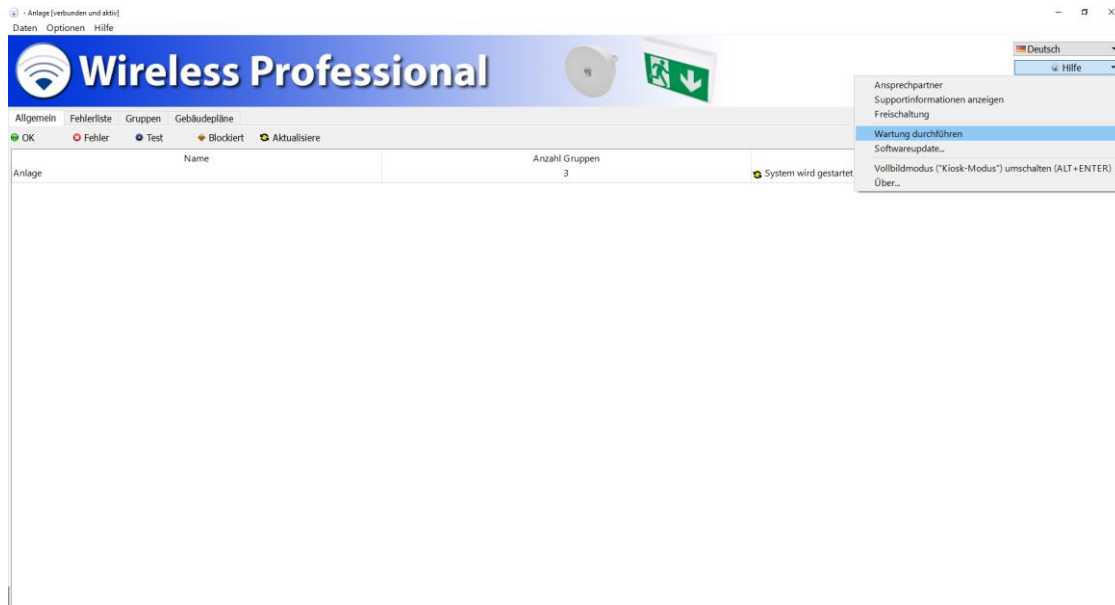 - Anlage [verbunden und aktiv]
Daten Optionen Hilfe
Wireless Professional
Deutsch
Hilfe
Ansprechpartner
Supportinformationen anzeigen
Freischaltung
Wartung durchführen
Softwareupdate...
Vollbildmodus ("Kiosk-Modus") umschalten (ALT+ENTER)
Über...
Allgemein Fehlerliste Gruppen Gebäudepläne
OK Fehler Test Blockiert Aktualisiere
Name Anzahl Gruppen
Anlage 3 System wird gestartet